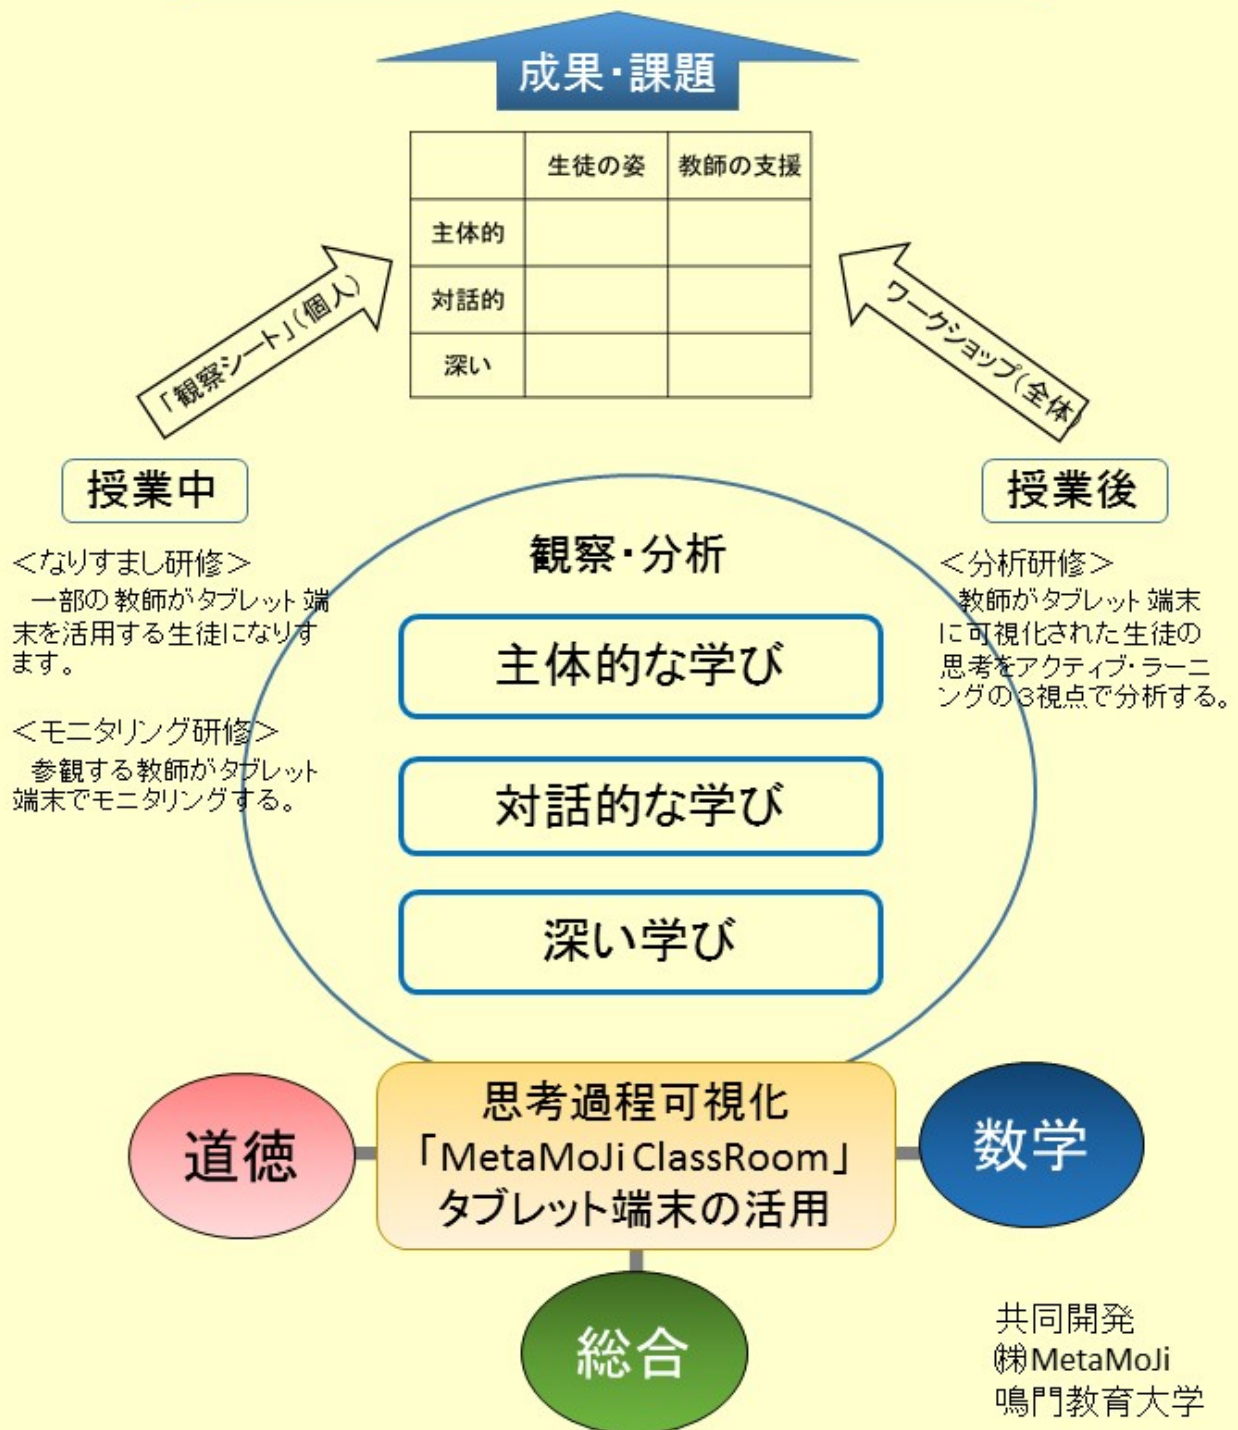 成果・課題
生徒の姿 教師の支援
主体的
対話的
深い
「観察シート」(個人)
ワークショップ(全体)
授業中
<なりすまし研修>
一部の教師がタブレット端
末を活用する生徒になりす
ます。
<モニタリング研修>
参観する教師がタブレット
端末でモニタリングする。
授業後
<分析研修>
教師がタブレット端末
に可視化された生徒の
思考をアクティブ・ラーニ
ングの3視点で分析する。
観察・分析
主体的な学び
対話的な学び
深い学び
思考過程可視化
「MetaMoJi ClassRoom」
タブレット端末の活用
道徳
数学
総合
共同開発
㈱MetaMoJi
鳴門教育大学